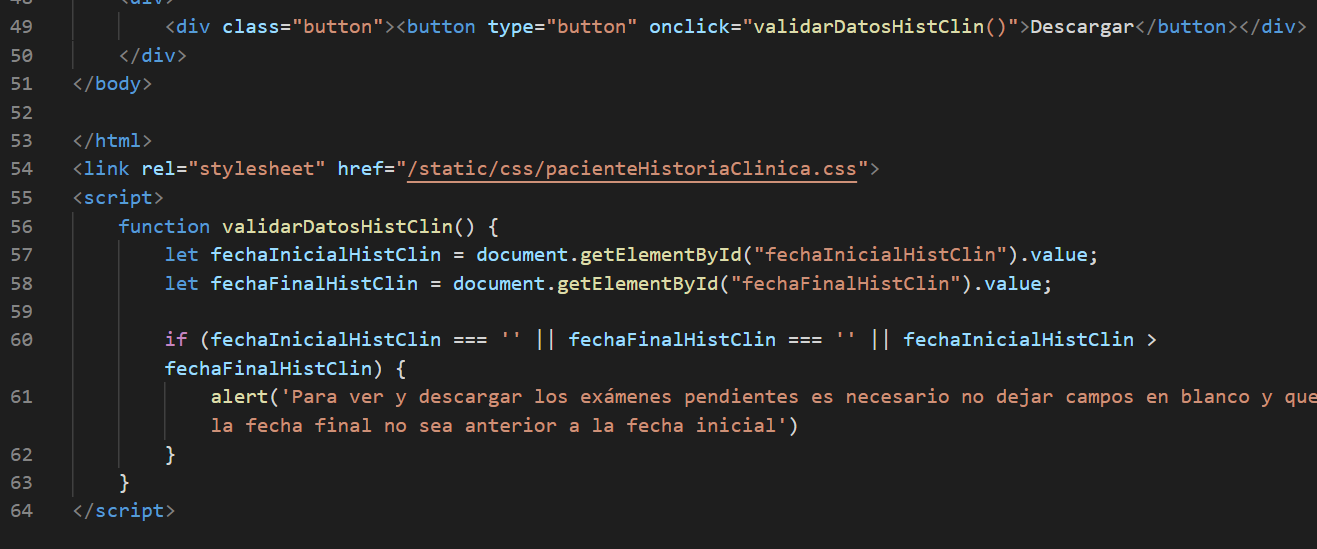 48 <div>
49 <div class="button"><button type="button" onclick="validarDatosHistClin()">Descargar</button></div>
50 </div>
51 </body>
52
53 </html>
54 <link rel="stylesheet" href="/static/css/pacienteHistoriaClinica.css">
55 <script>
56 function validarDatosHistClin() {
57 let fechaInicialHistClin = document.getElementById("fechaInicialHistClin").value;
58 let fechaFinalHistClin = document.getElementById("fechaFinalHistClin").value;
59
60 if (fechaInicialHistClin === '' || fechaFinalHistClin === '' || fechaInicialHistClin >
fechaFinalHistClin) {
61 alert('Para ver y descargar los exámenes pendientes es necesario no dejar campos en blanco y que
la fecha final no sea anterior a la fecha inicial')
62 }
63 }
64 </script>